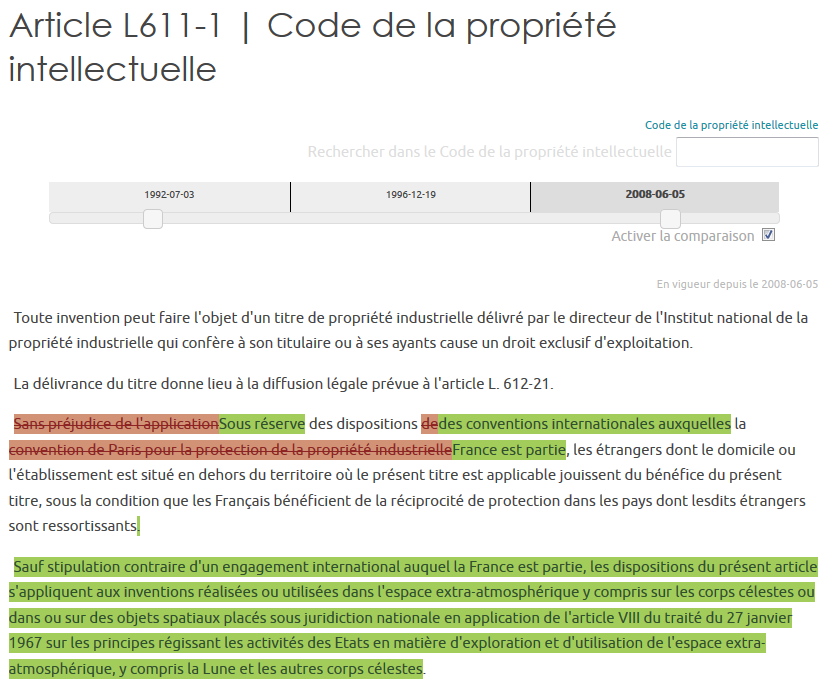 Article L611-1 | Code de la propriété
intellectuelle
Code de la propriété intellectuelle
Rechercher dans le Code de la propriété intellectuelle
1992-07-03 1996-12-19 2008-06-05
Activer la comparaison
En vigueur depuis le 2008-06-05
Toute invention peut faire l'objet d'un titre de propriété industrielle délivré par le directeur de l'Institut national de la
propriété industrielle qui confère à son titulaire ou à ses ayants cause un droit exclusif d'exploitation.
La délivrance du titre donne lieu à la diffusion légale prévue à l'article L. 612-21.
Sans préjudice de l'applicationSous réserve des dispositions dedes conventions internationales auxquelles la
convention de Paris pour la protection de la propriété industrielleFrance est partie, les étrangers dont le domicile ou
l'établissement est situé en dehors du territoire où le présent titre est applicable jouissent du bénéfice du présent
titre, sous la condition que les Français bénéficient de la réciprocité de protection dans les pays dont lesdits étrangers
sont ressortissants.
Sauf stipulation contraire d'un engagement international auquel la France est partie, les dispositions du présent article
s'appliquent aux inventions réalisées ou utilisées dans l'espace extra-atmosphérique y compris sur les corps célestes ou
dans ou sur des objets spatiaux placés sous juridiction nationale en application de l'article VIII du traité du 27 janvier
1967 sur les principes régissant les activités des Etats en matière d'exploration et d'utilisation de l'espace extra-
atmosphérique, y compris la Lune et les autres corps célestes.